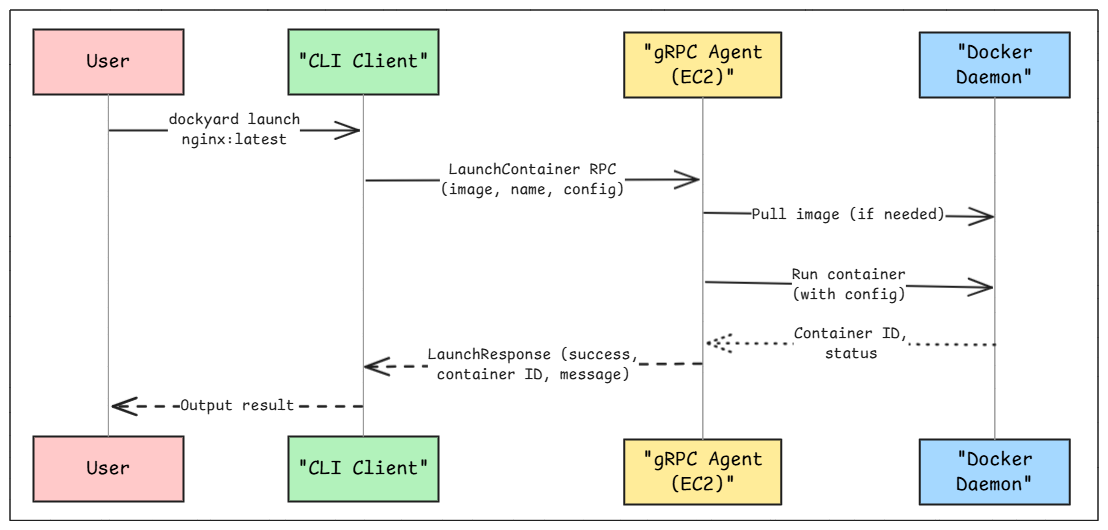 User
"CLI Client"
"gRPC Agent
(EC2)"
"Docker
Daemon"
dockyard launch
nginx:latest
LaunchContainer RPC
(image, name, config)
Pull image (if needed)
Run container
(with config)
Container ID,
status
LaunchResponse (success,
container ID, message)
Output result
User
"CLI Client"
"gRPC Agent
(EC2)"
"Docker
Daemon"